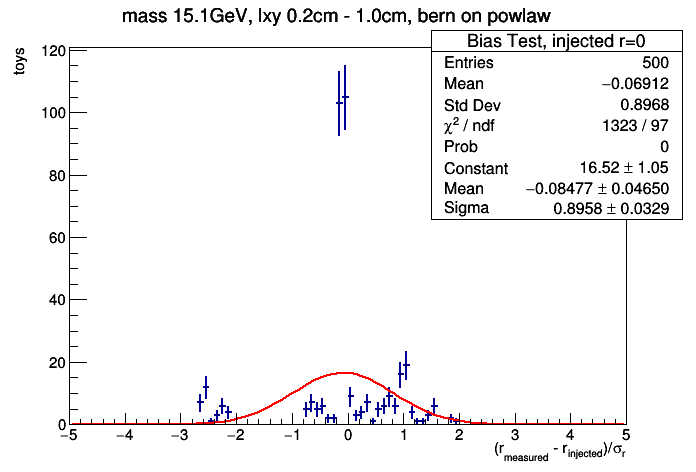 mass 15.1GeV, lxy 0.2cm - 1.0cm, bern on powlaw
Bias Test, injected r=0
Entries 500
Mean −0.06912
Std Dev 0.8968
χ² / ndf 1323 / 97
Prob 0
Constant 16.52 ± 1.05
Mean −0.08477 ± 0.04650
Sigma 0.8958 ± 0.0329
toys
120
100
80
60
40
20
0
−5 −4 −3 −2 −1 0 1 2 3 4 5
(r_measured - r_injected)/σ_r